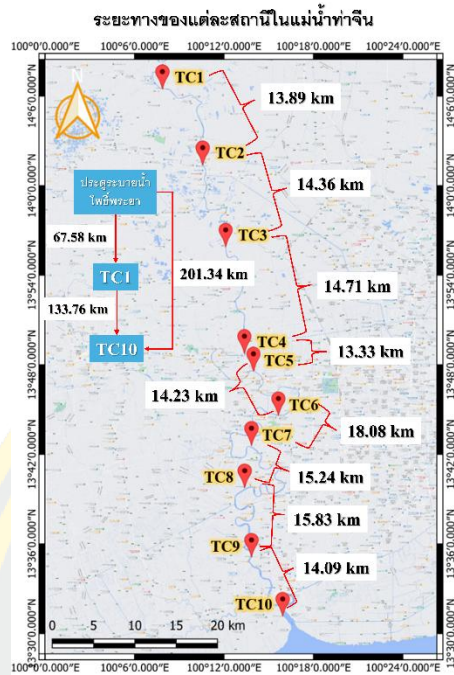 ระยะทางของแต่ละสถานีในแม่น้ำท่าจีน
100°0'0.000"N 100°6'0.000"N 100°12'0.000"N 100°18'0.000"N 100°24'0.000"N
N
TC1
14°6'0.000"N
14°6'0.000"N
13.89 km
TC2
ประตูระบายน้ำ
โพธิ์พระยา
14.36 km
14°0'0.000"N
14°0'0.000"N
TC3
67.58 km
201.34 km
TC1
14.71 km
13°54'0.000"N
13°54'0.000"N
133.76 km
TC4
TC10
TC5
13.33 km
13°48'0.000"N
13°48'0.000"N
14.23 km
TC6
TC7
18.08 km
13°42'0.000"N
13°42'0.000"N
TC8
15.24 km
15.83 km
TC9
13°36'0.000"N
13°36'0.000"N
14.09 km
TC10
0 5 10 15 20 km
13°30'0.000"N
13°30'0.000"N
100°0'0.000"N 100°6'0.000"N 100°12'0.000"N 100°18'0.000"N 100°24'0.000"N